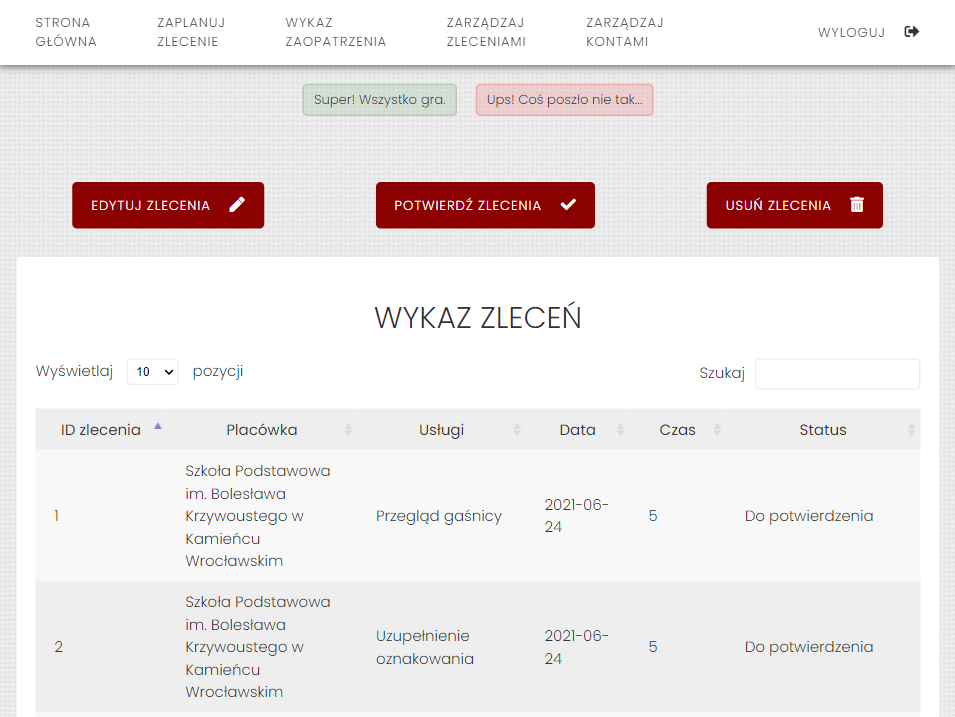 STRONA GŁÓWNA
ZAPLANUJ ZLECENIE
WYKAZ ZAOPATRZENIA
ZARZĄDZAJ ZLECENIAMI
ZARZĄDZAJ KONTAMI
WYLOGUJ
Super! Wszystko gra.
Ups! Coś poszło nie tak...
EDYTUJ ZLECENIA
POTWIERDŹ ZLECENIA
USUŃ ZLECENIA
WYKAZ ZLECEŃ
Wyświetlaj 10 pozycji
Szukaj
ID zlecenia Placówka Usługi Data Czas Status
1
Szkoła Podstawowa
im. Bolesława
Krzywoustego w
Kamieńcu
Wrocławskim
Przegląd gaśnicy
2021-06-
24
5
Do potwierdzenia
2
Szkoła Podstawowa
im. Bolesława
Krzywoustego w
Kamieńcu
Wrocławskim
Uzupełnienie
oznakowania
2021-06-
24
5
Do potwierdzenia